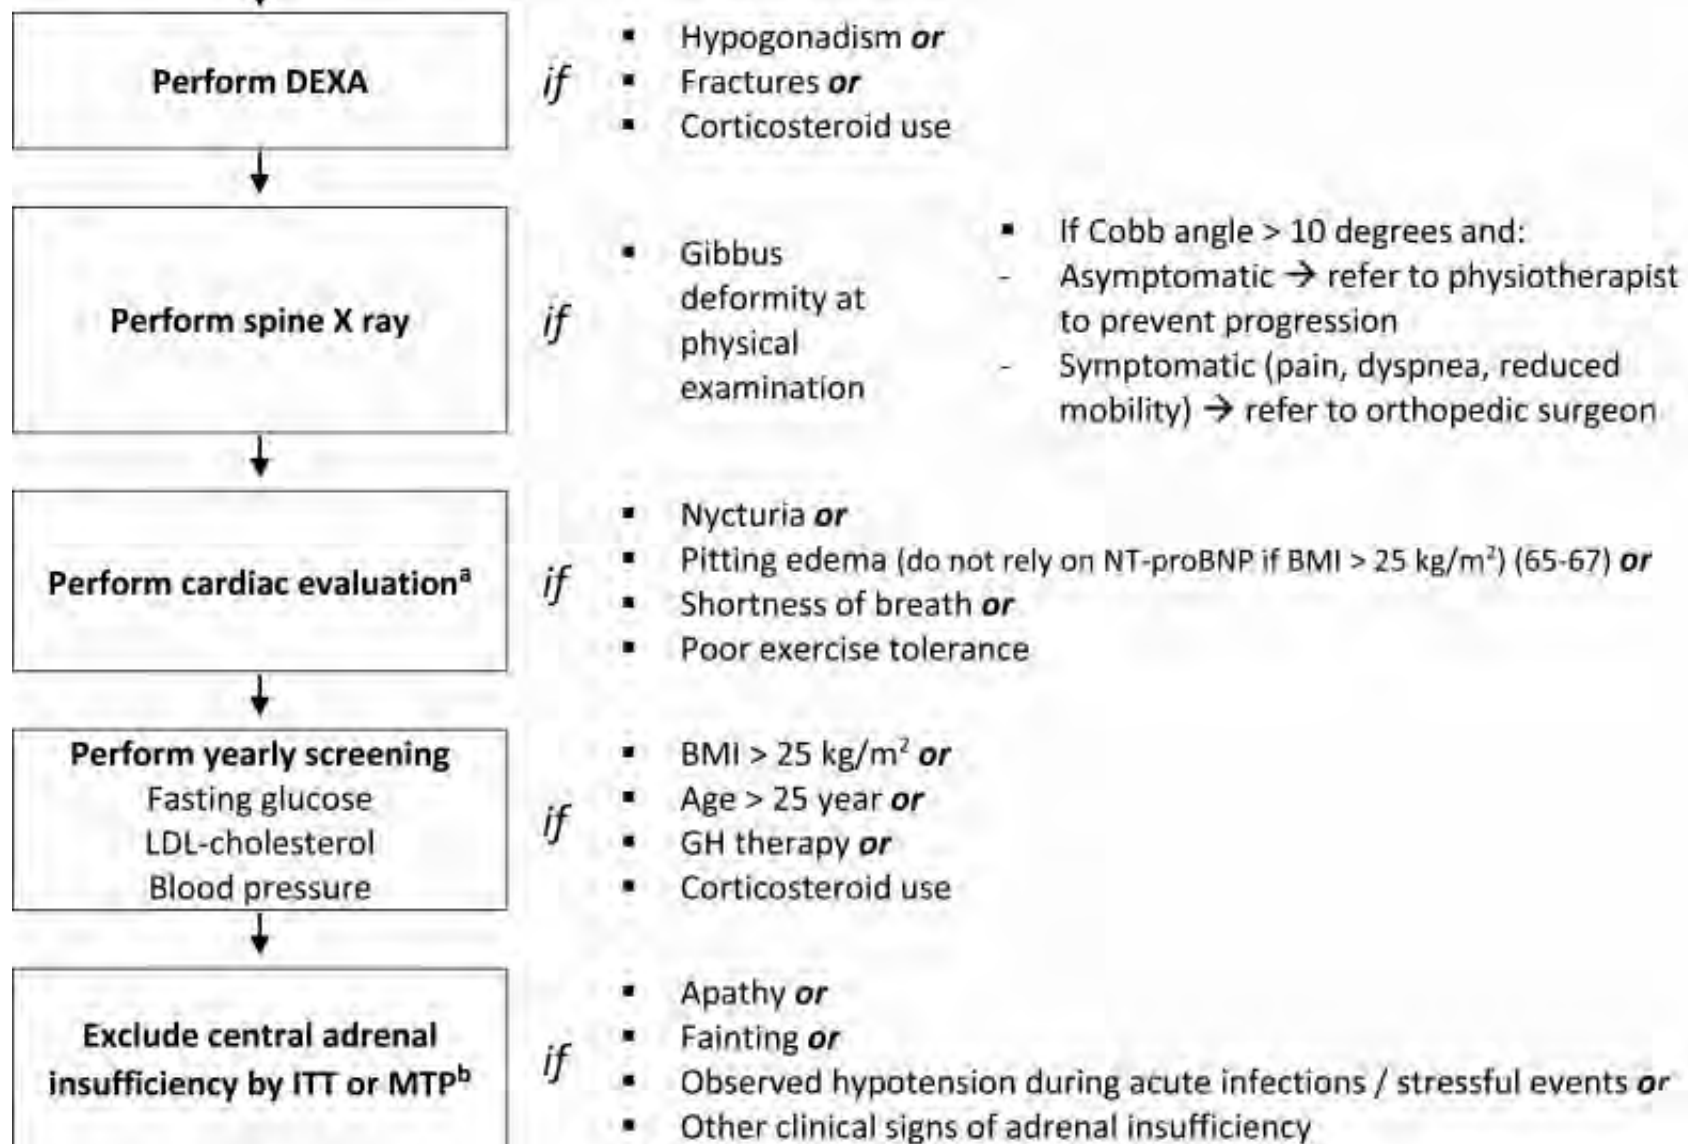 Perform DEXA
if
▪ Hypogonadism or
▪ Fractures or
▪ Corticosteroid use
Perform spine X ray
if
▪ Gibbus
deformity at
physical
examination
▪ If Cobb angle > 10 degrees and:
- Asymptomatic → refer to physiotherapist
to prevent progression
- Symptomatic (pain, dyspnea, reduced
mobility) → refer to orthopedic surgeon
Perform cardiac evaluationᵃ
if
▪ Nycturia or
▪ Pitting edema (do not rely on NT-proBNP if BMI > 25 kg/m²) (65-67) or
▪ Shortness of breath or
▪ Poor exercise tolerance
Perform yearly screening
Fasting glucose
LDL-cholesterol
Blood pressure
if
▪ BMI > 25 kg/m² or
▪ Age > 25 year or
▪ GH therapy or
▪ Corticosteroid use
Exclude central adrenal
insufficiency by ITT or MTPᵇ
if
▪ Apathy or
▪ Fainting or
▪ Observed hypotension during acute infections / stressful events or
▪ Other clinical signs of adrenal insufficiency